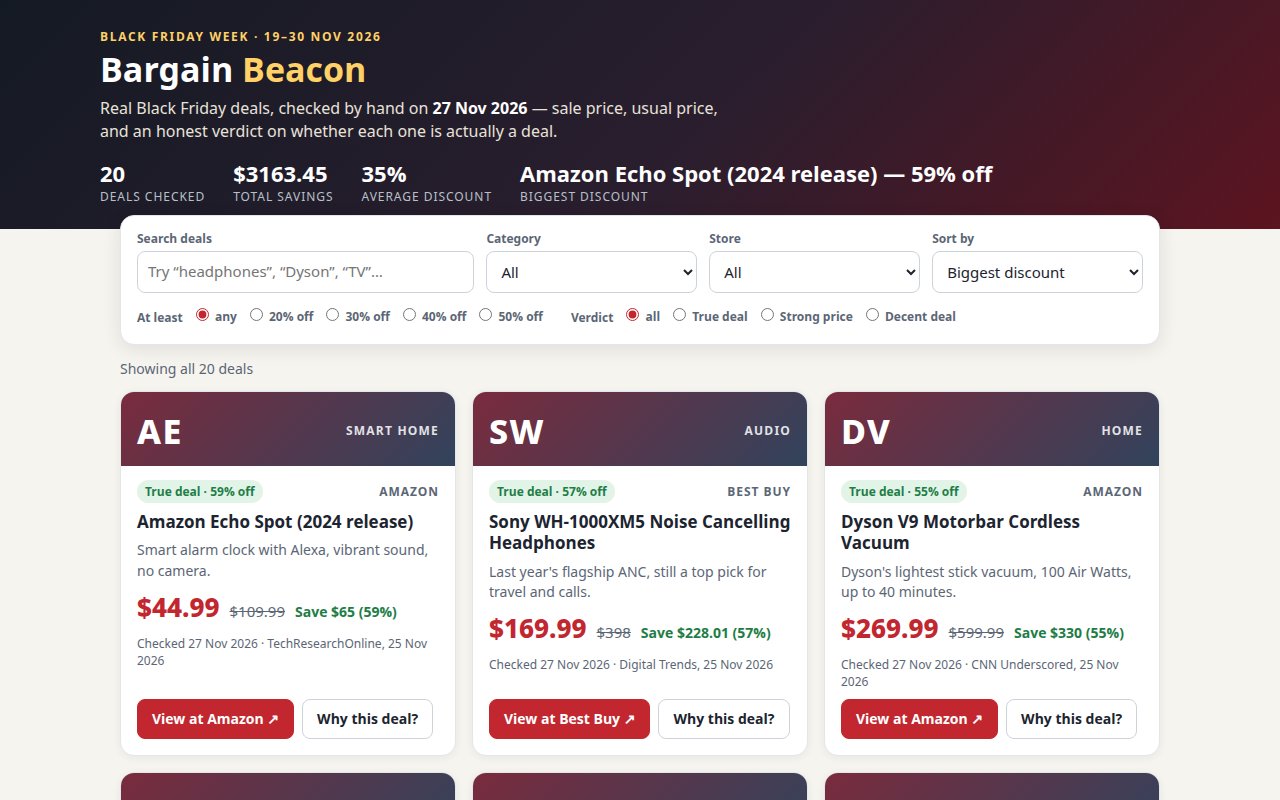 BLACK FRIDAY WEEK · 19–30 NOV 2026
Bargain Beacon
Real Black Friday deals, checked by hand on 27 Nov 2026 — sale price, usual price,
and an honest verdict on whether each one is actually a deal.
20
DEALS CHECKED
$3163.45
TOTAL SAVINGS
35%
AVERAGE DISCOUNT
Amazon Echo Spot (2024 release) — 59% off
BIGGEST DISCOUNT
Search deals
Try “headphones”, “Dyson”, “TV”…
Category
All
Store
All
Sort by
Biggest discount
At least any 20% off 30% off 40% off 50% off Verdict all True deal Strong price Decent deal
Showing all 20 deals
AE SMART HOME
True deal · 59% off AMAZON
Amazon Echo Spot (2024 release)
Smart alarm clock with Alexa, vibrant sound,
no camera.
$44.99 $109.99 Save $65 (59%)
Checked 27 Nov 2026 · TechResearchOnline, 25 Nov
2026
View at Amazon ↗ Why this deal?
SW AUDIO
True deal · 57% off BEST BUY
Sony WH-1000XM5 Noise Cancelling
Headphones
Last year's flagship ANC, still a top pick for
travel and calls.
$169.99 $398 Save $228.01 (57%)
Checked 27 Nov 2026 · Digital Trends, 25 Nov 2026
View at Best Buy ↗ Why this deal?
DV HOME
True deal · 55% off AMAZON
Dyson V9 Motorbar Cordless
Vacuum
Dyson's lightest stick vacuum, 100 Air Watts,
up to 40 minutes.
$269.99 $599.99 Save $330 (55%)
Checked 27 Nov 2026 · CNN Underscored, 25 Nov
2026
View at Amazon ↗ Why this deal?